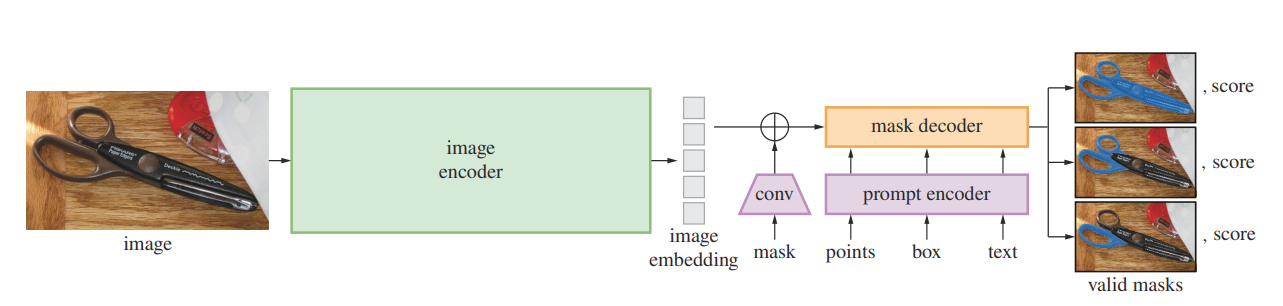 image
image
encoder
image
embedding
conv
mask
mask decoder
prompt encoder
points
box
text
, score
, score
, score
valid masks